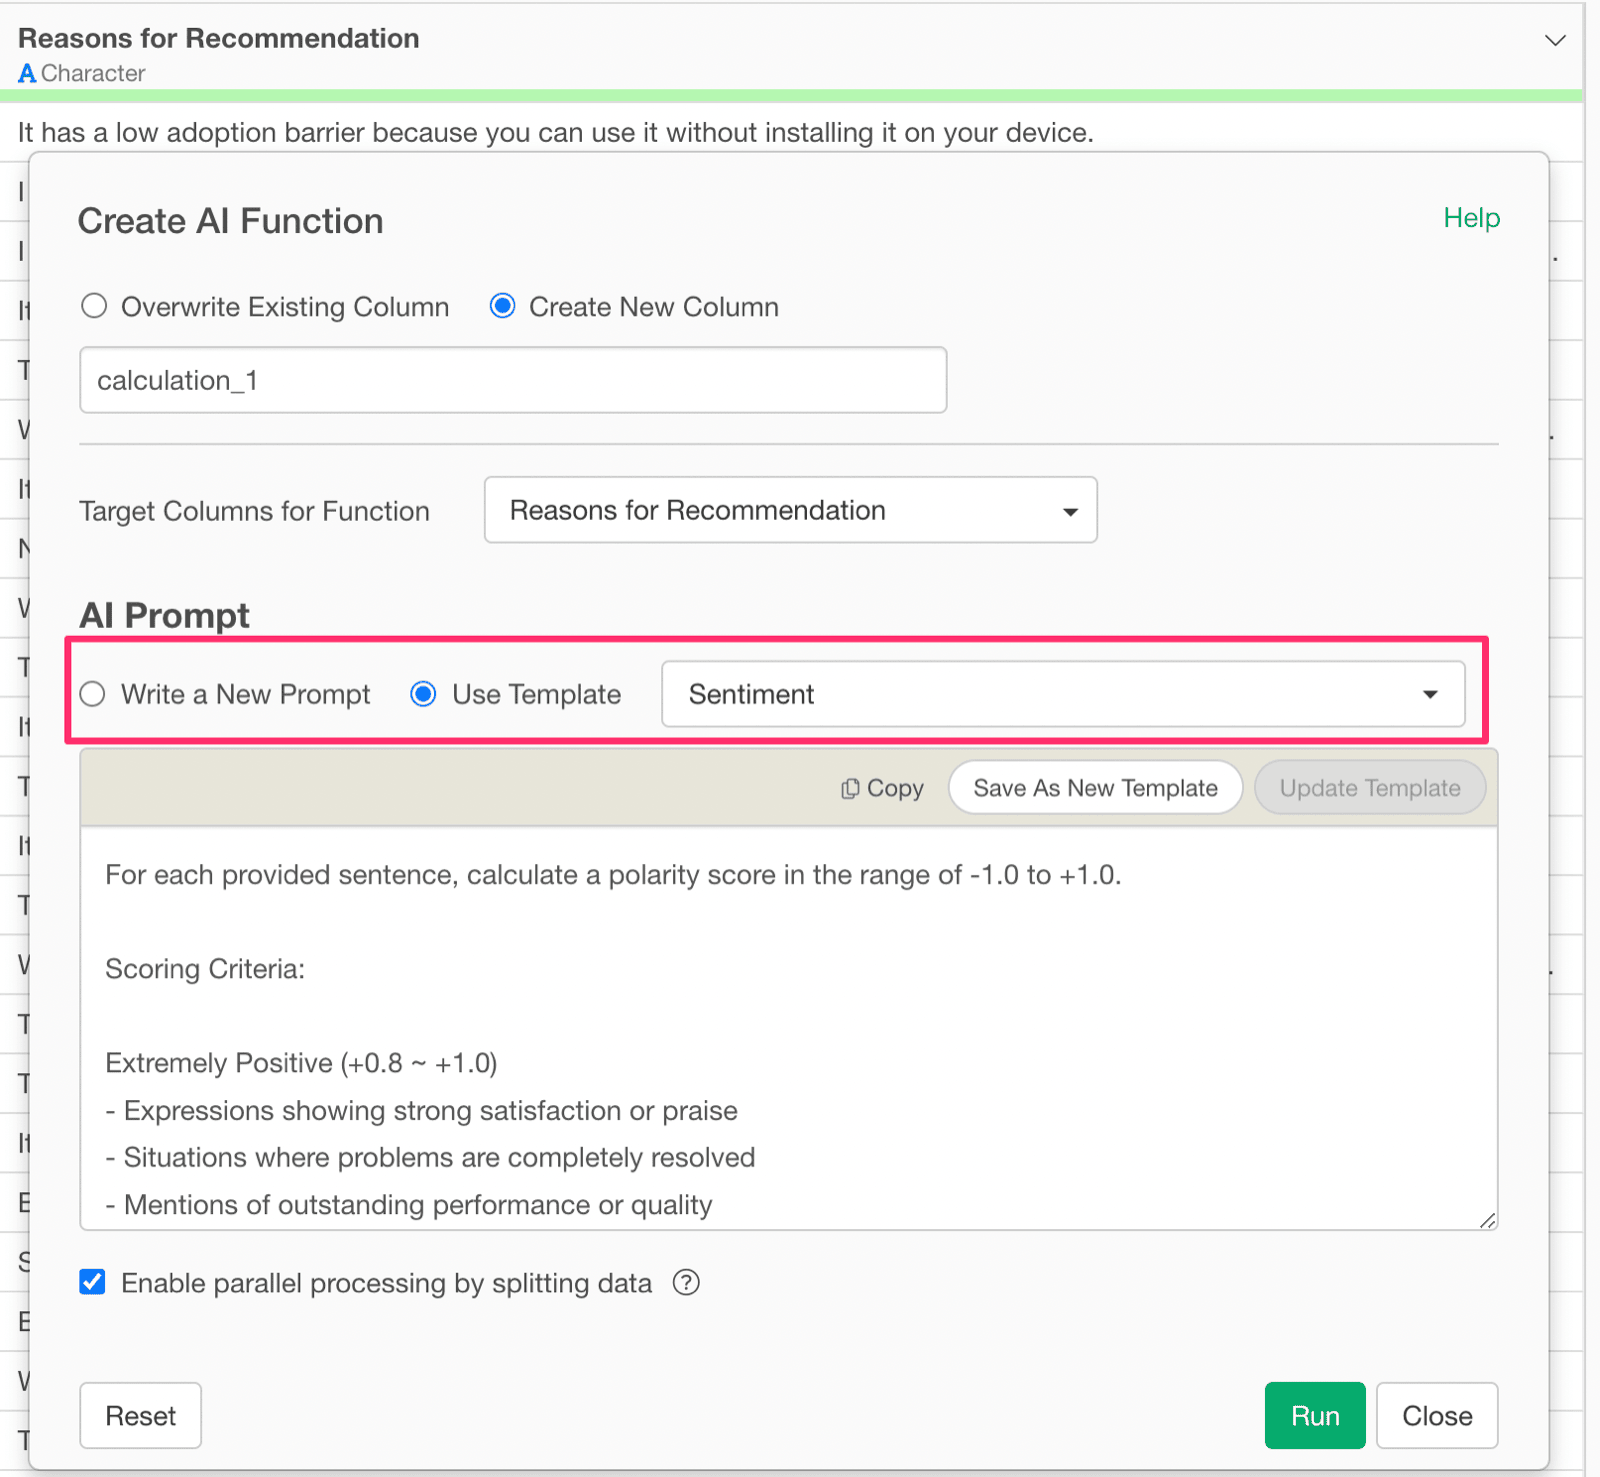 Reasons for Recommendation
A Character
It has a low adoption barrier because you can use it without installing it on your device.
Create AI Function
Help
Overwrite Existing Column
Create New Column
calculation_1
Target Columns for Function
Reasons for Recommendation
AI Prompt
Write a New Prompt
Use Template
Sentiment
Copy
Save As New Template
Update Template
For each provided sentence, calculate a polarity score in the range of -1.0 to +1.0.
Scoring Criteria:
Extremely Positive (+0.8 ~ +1.0)
- Expressions showing strong satisfaction or praise
- Situations where problems are completely resolved
- Mentions of outstanding performance or quality
Enable parallel processing by splitting data ?
Reset
Run
Close